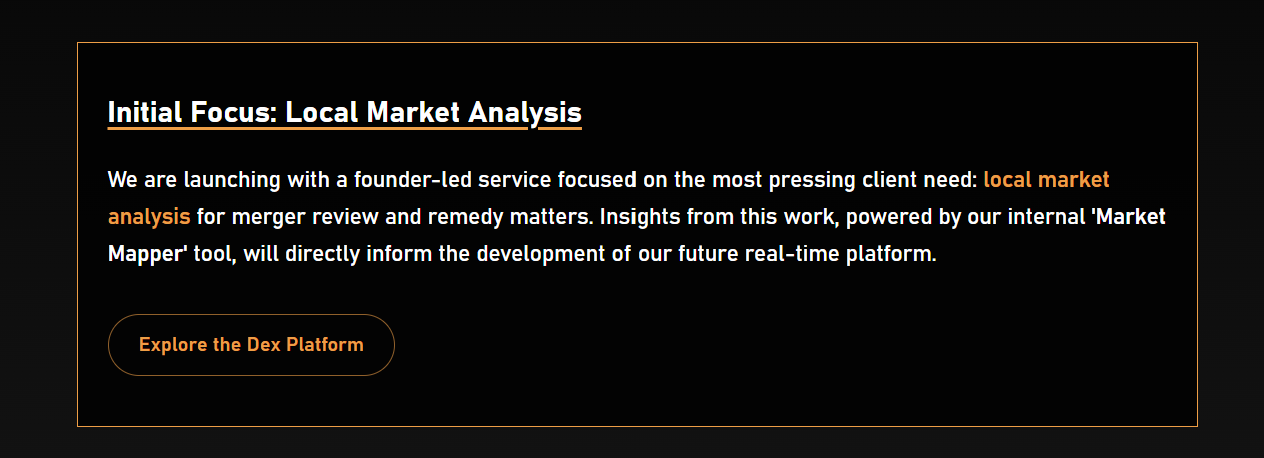 Initial Focus: Local Market Analysis
We are launching with a founder-led service focused on the most pressing client need: local market
analysis for merger review and remedy matters. Insights from this work, powered by our internal 'Market
Mapper' tool, will directly inform the development of our future real-time platform.
Explore the Dex Platform